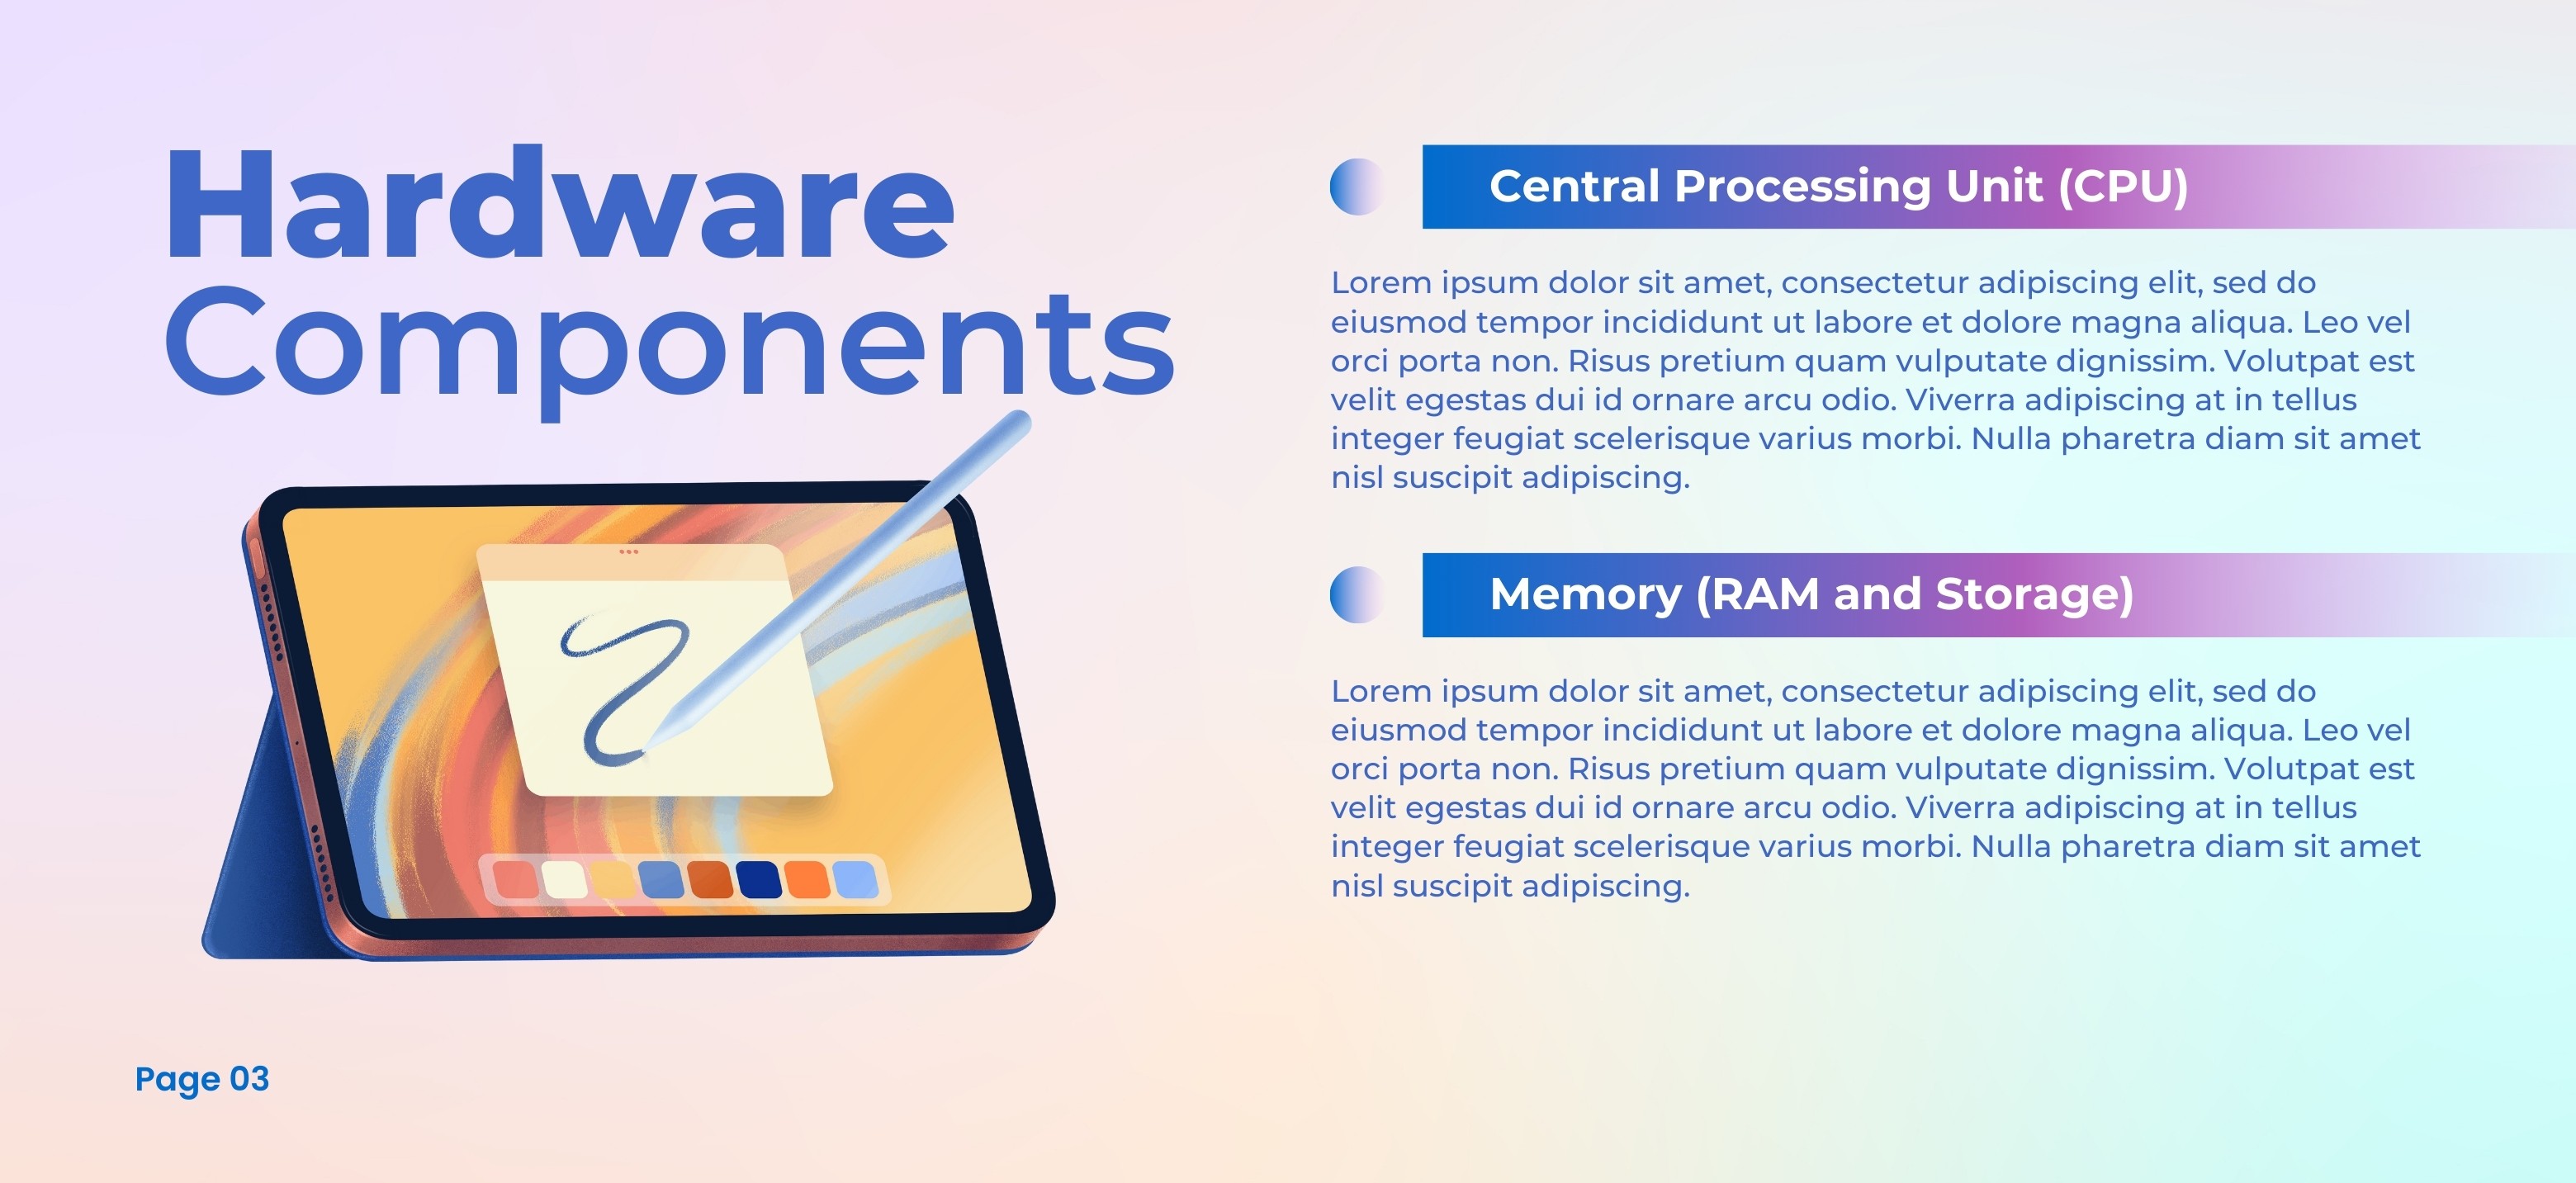 Hardware
Components
Central Processing Unit (CPU)
Lorem ipsum dolor sit amet, consectetur adipiscing elit, sed do
eiusmod tempor incididunt ut labore et dolore magna aliqua. Leo vel
orci porta non. Risus pretium quam vulputate dignissim. Volutpat est
velit egestas dui id ornare arcu odio. Viverra adipiscing at in tellus
integer feugiat scelerisque varius morbi. Nulla pharetra diam sit amet
nisl suscipit adipiscing.
Memory (RAM and Storage)
Lorem ipsum dolor sit amet, consectetur adipiscing elit, sed do
eiusmod tempor incididunt ut labore et dolore magna aliqua. Leo vel
orci porta non. Risus pretium quam vulputate dignissim. Volutpat est
velit egestas dui id ornare arcu odio. Viverra adipiscing at in tellus
integer feugiat scelerisque varius morbi. Nulla pharetra diam sit amet
nisl suscipit adipiscing.
Page 03